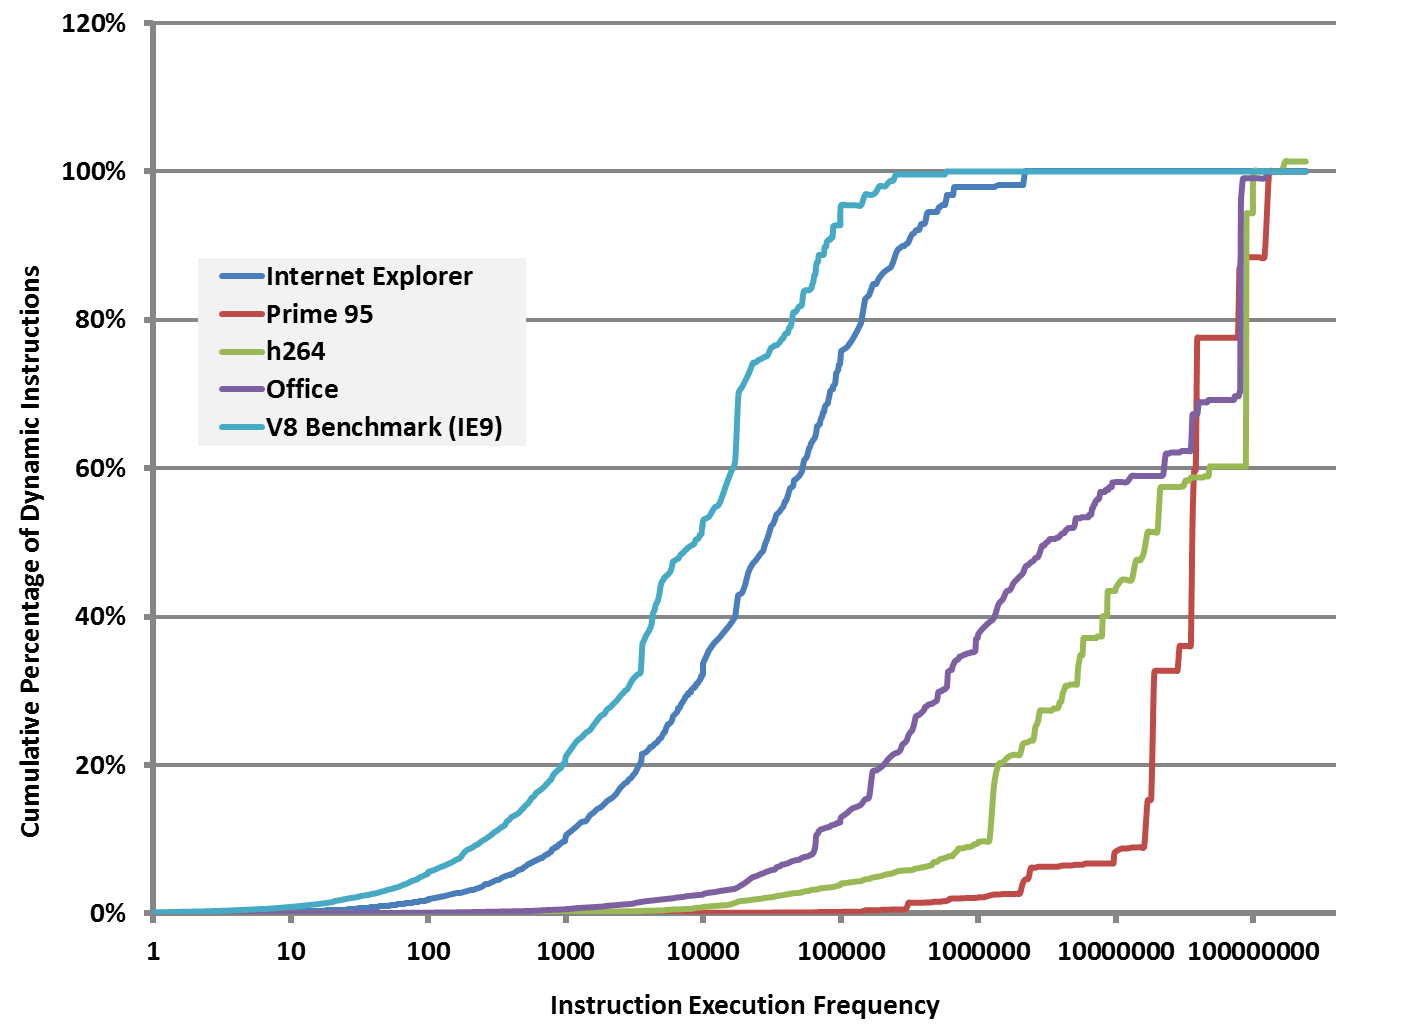 120%
100%
80%
60%
40%
20%
0%
Cumulative Percentage of Dynamic Instructions
Internet Explorer
Prime 95
h264
Office
V8 Benchmark (IE9)
1 10 100 1000 10000 100000 1000000 10000000 100000000
Instruction Execution Frequency